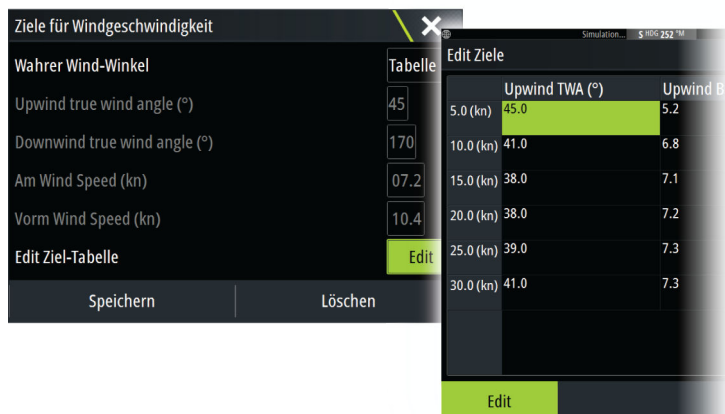 Ziele für Windgeschwindigkeit
Wahrer Wind-Winkel Tabelle
Upwind true wind angle (°) 45
Downwind true wind angle (°) 170
Am Wind Speed (kn) 07.2
Vorm Wind Speed (kn) 10.4
Edit Ziel-Tabelle Edit
Speichern Löschen
Simulation... S HDG 252 °M
Edit Ziele
Upwind TWA (°) Upwind B
5.0 (kn) 45.0 5.2
10.0 (kn) 41.0 6.8
15.0 (kn) 38.0 7.1
20.0 (kn) 38.0 7.2
25.0 (kn) 39.0 7.3
30.0 (kn) 41.0 7.3
Edit